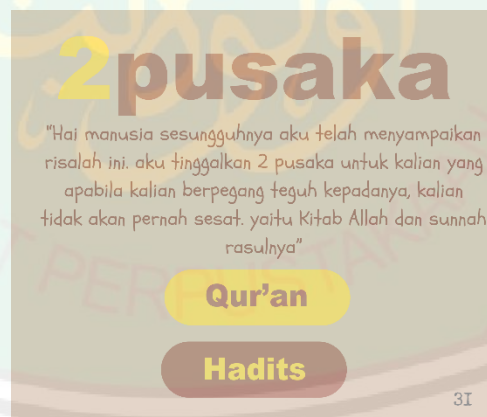 2pusaka
"Hai manusia sesungguhnya aku telah menyampaikan
risalah ini. aku tinggalkan 2 pusaka untuk kalian yang
apabila kalian berpegang teguh kepadanya, kalian
tidak akan pernah sesat. yaitu Kitab Allah dan sunnah
rasulnya"
Qur'an
Hadits
31